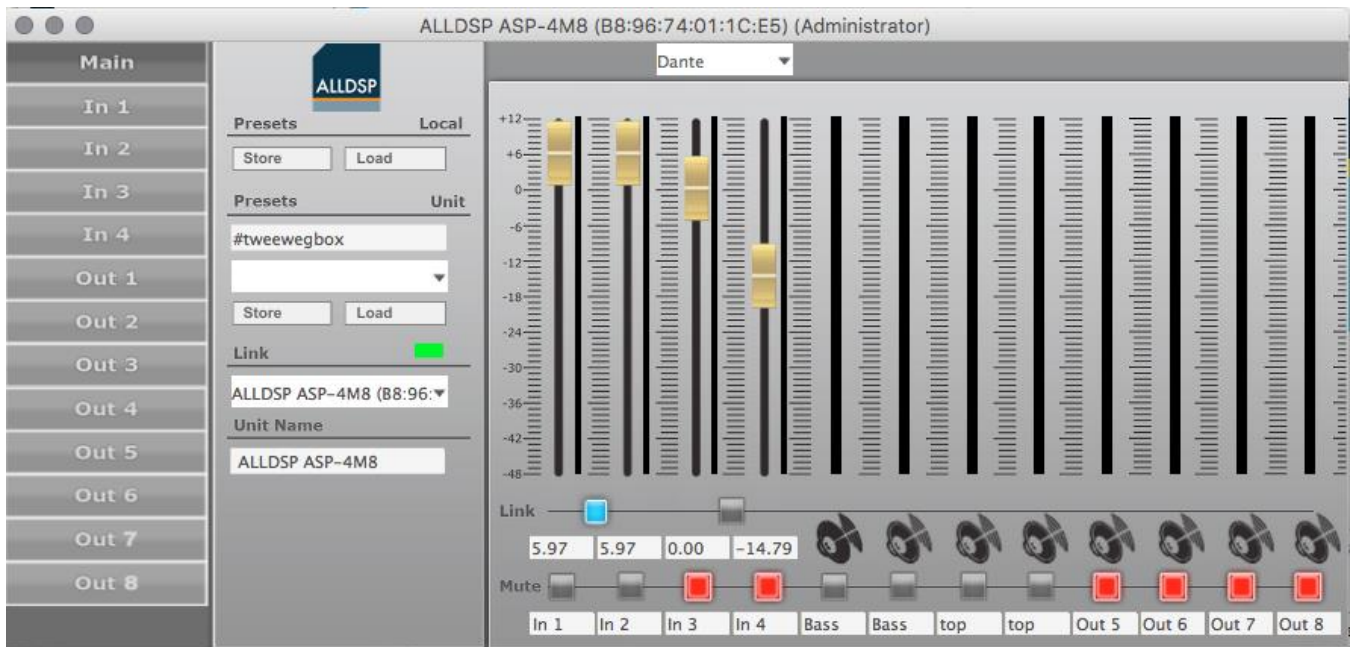 ALLDSP ASP-4M8 (B8:96:74:01:1C:E5) (Administrator)
Main
In 1
In 2
In 3
In 4
Out 1
Out 2
Out 3
Out 4
Out 5
Out 6
Out 7
Out 8
ALLDSP
Presets Local
Store Load
Presets Unit
#tweewegbox
Store Load
Link
ALLDSP ASP-4M8 (B8:96:
Unit Name
ALLDSP ASP-4M8
Dante
+12
+6
0
-6
-12
-18
-24
-30
-36
-42
-48
Link
5.97 5.97 0.00 -14.79
Mute
In 1 In 2 In 3 In 4 Bass Bass top top Out 5 Out 6 Out 7 Out 8